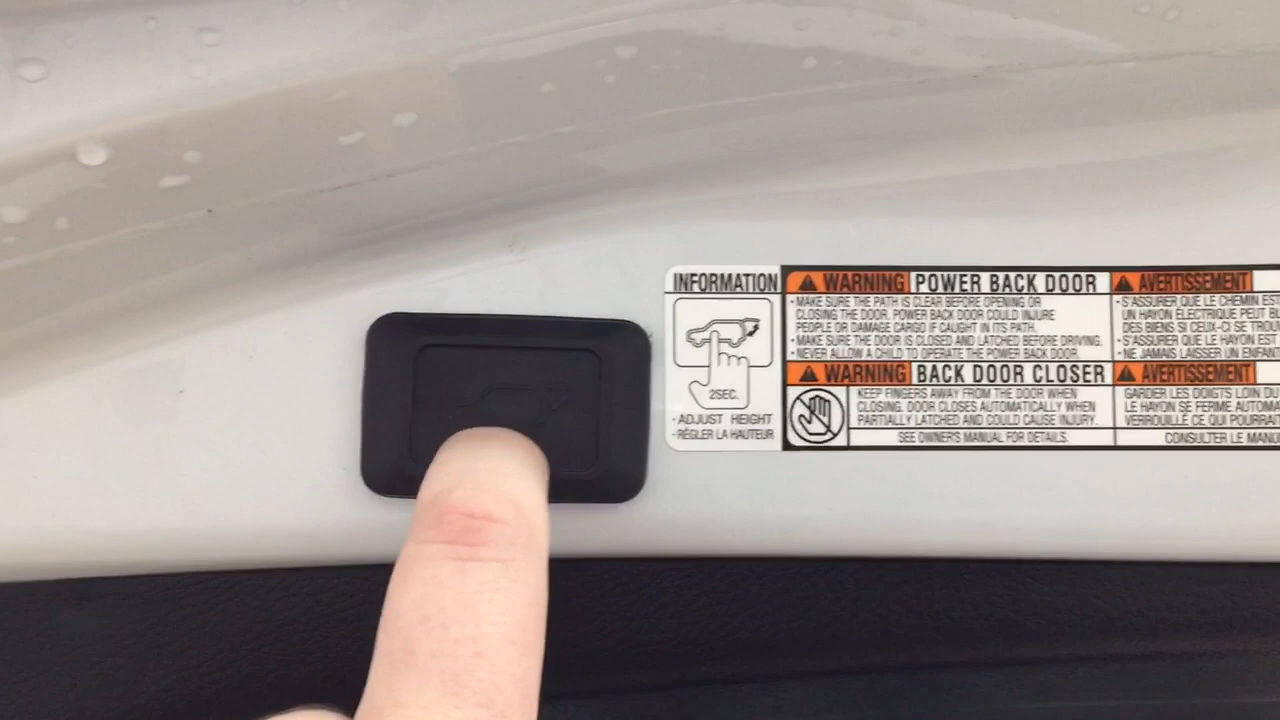 INFORMATION
2SEC.
• ADJUST HEIGHT
• RÉGLER LA HAUTEUR
WARNING POWER BACK DOOR
• MAKE SURE THE PATH IS CLEAR BEFORE OPENING OR
CLOSING THE DOOR. POWER BACK DOOR COULD INJURE
PEOPLE OR DAMAGE CARGO IF CAUGHT IN ITS PATH.
• MAKE SURE THE DOOR IS CLOSED AND LATCHED BEFORE DRIVING.
• NEVER ALLOW A CHILD TO OPERATE THE POWER BACK DOOR.
WARNING BACK DOOR CLOSER
KEEP FINGERS AWAY FROM THE DOOR WHEN
CLOSING. DOOR CLOSES AUTOMATICALLY WHEN
PARTIALLY LATCHED AND COULD CAUSE INJURY.
SEE OWNER'S MANUAL FOR DETAILS.
AVERTISSEMENT
• S'ASSURER QUE LE CHEMIN EST
UN HAYON ÉLECTRIQUE PEUT
DES BIENS SI CEUX-CI SE
• S'ASSURER QUE LE HAYON EST
• NE JAMAIS LAISSER UN ENFANT
AVERTISSEMENT
GARDER LES DOIGTS LOIN DU
LE HAYON SE FERME
VERROUILLÉ CE QUI
CONSULTER LE